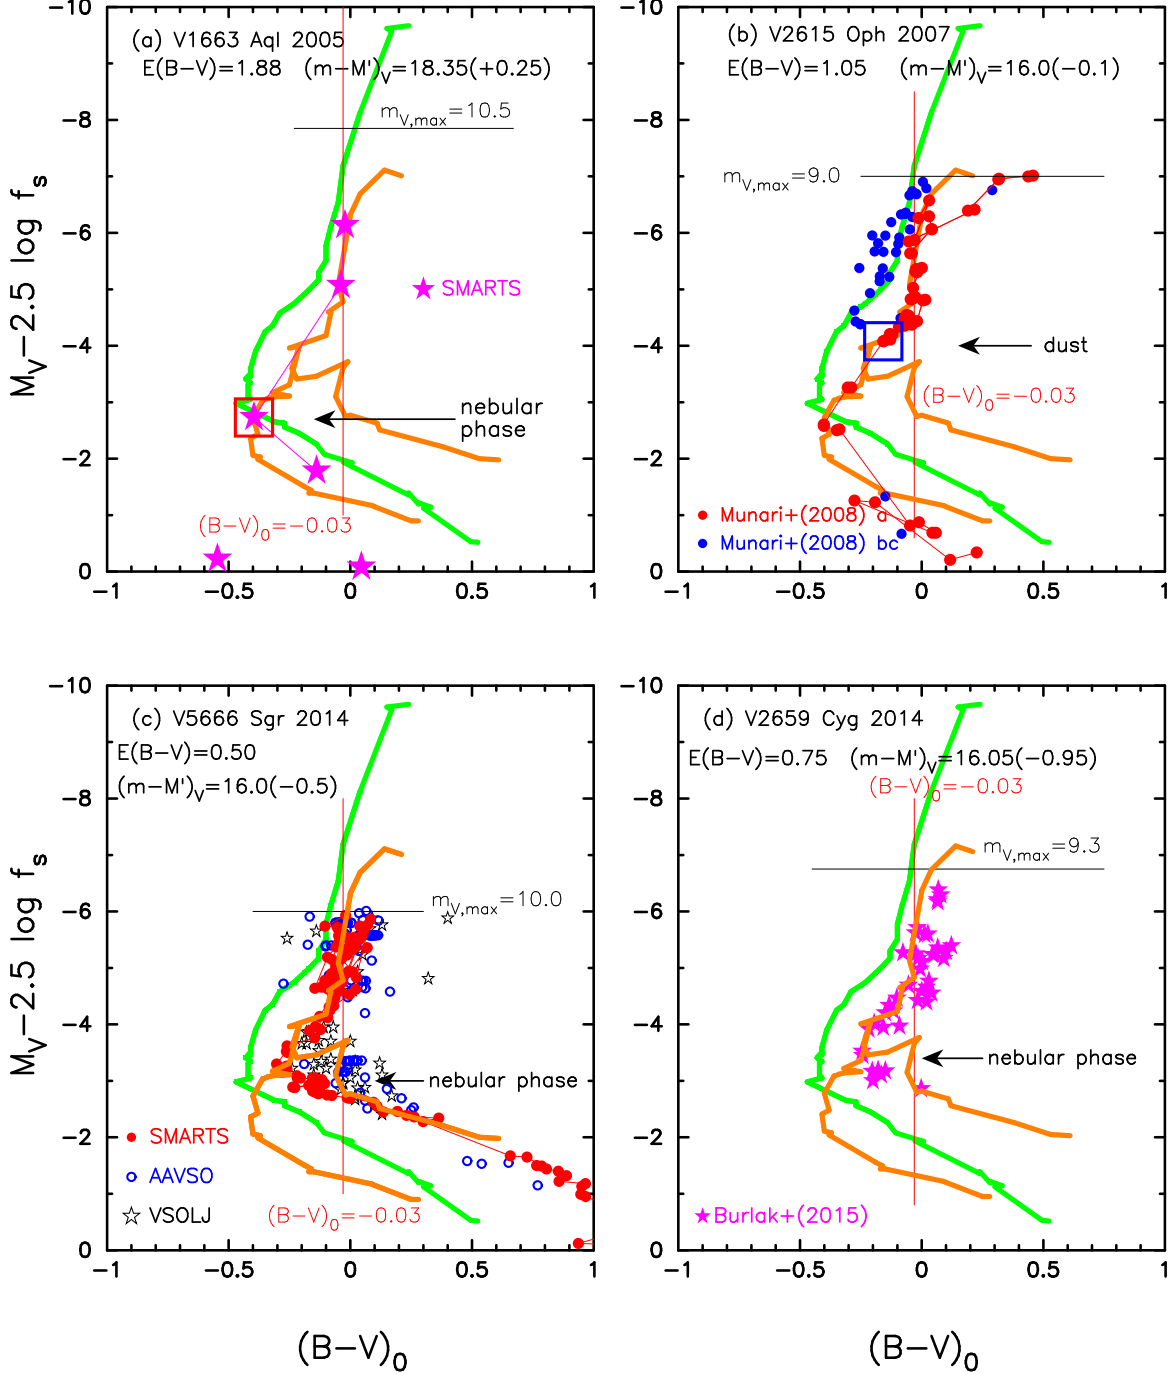 (a) V1663 Aql 2005
E(B−V)=1.88 (m−M')V=18.35(+0.25)
mV,max=10.5
SMARTS
nebular
phase
(B−V)0=−0.03
−10
−8
−6
−4
−2
0
−1
−0.5
0
0.5
1
MV−2.5 log fs
(b) V2615 Oph 2007
E(B−V)=1.05 (m−M')V=16.0(−0.1)
mV,max=9.0
dust
(B−V)0=−0.03
Munari+(2008) a
Munari+(2008) bc
−10
−8
−6
−4
−2
0
−1
−0.5
0
0.5
1
(c) V5666 Sgr 2014
E(B−V)=0.50
(m−M')V=16.0(−0.5)
mV,max=10.0
nebular phase
SMARTS
AAVSO
VSOLJ
(B−V)0=−0.03
−10
−8
−6
−4
−2
0
−1
−0.5
0
0.5
1
MV−2.5 log fs
(B−V)0
(d) V2659 Cyg 2014
E(B−V)=0.75 (m−M')V=16.05(−0.95)
(B−V)0=−0.03
mV,max=9.3
nebular phase
Burlak+(2015)
−10
−8
−6
−4
−2
0
−1
−0.5
0
0.5
1
(B−V)0